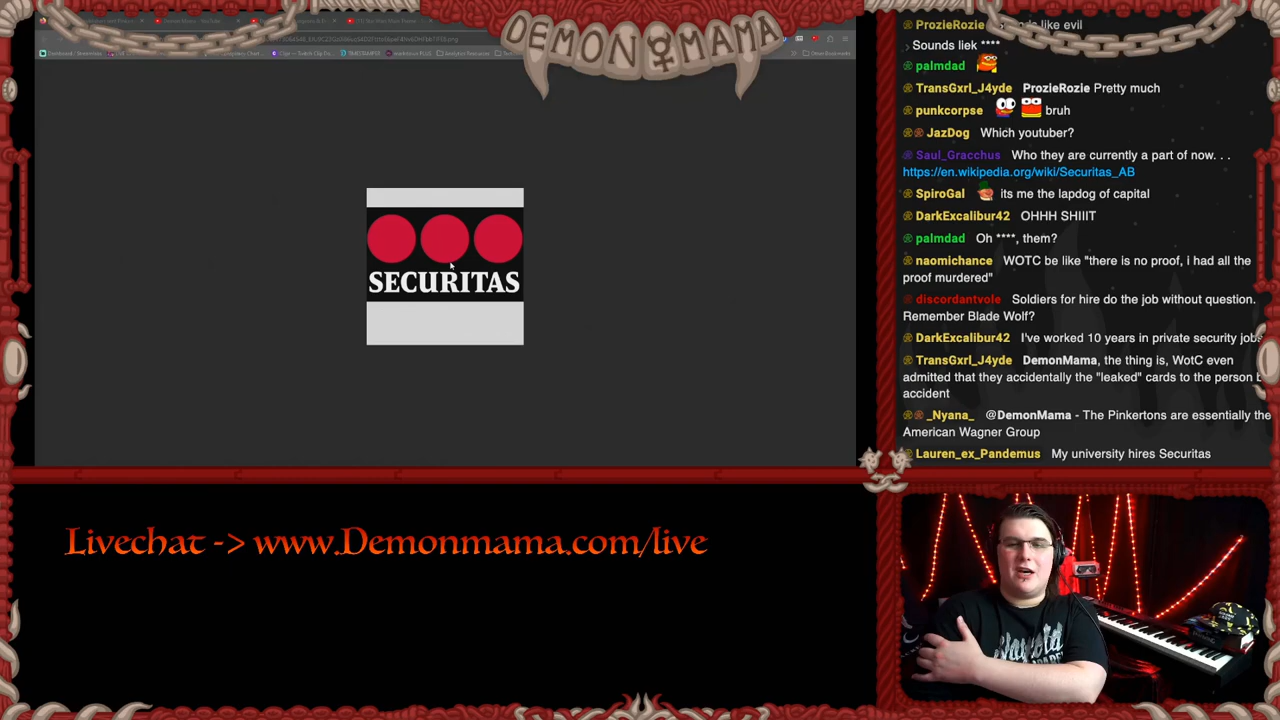 DEMON MAMA
SECURITAS
Livechat -> www.Demonmama.com/live
ProzieRozie like evil
Sounds liek ****
palmdad
TransGxrl_J4yde ProzieRozie Pretty much
punkcorpse bruh
JazDog Which youtuber?
Saul_Gracchus Who they are currently a part of now. . .
https://en.wikipedia.org/wiki/Securitas_AB
SpiroGal its me the lapdog of capital
DarkExcalibur42 OHHH SHIIIT
palmdad Oh ****, them?
naomichance WOTC be like "there is no proof, i had all the
proof murdered"
discordantvole Soldiers for hire do the job without question.
Remember Blade Wolf?
DarkExcalibur42 I've worked 10 years in private security jobs
TransGxrl_J4yde DemonMama, the thing is, WotC even
admitted that they accidentally the "leaked" cards to the person
accident
_Nyana_ @DemonMama - The Pinkertons are essentially the
American Wagner Group
Lauren_ex_Pandemus My university hires Securitas